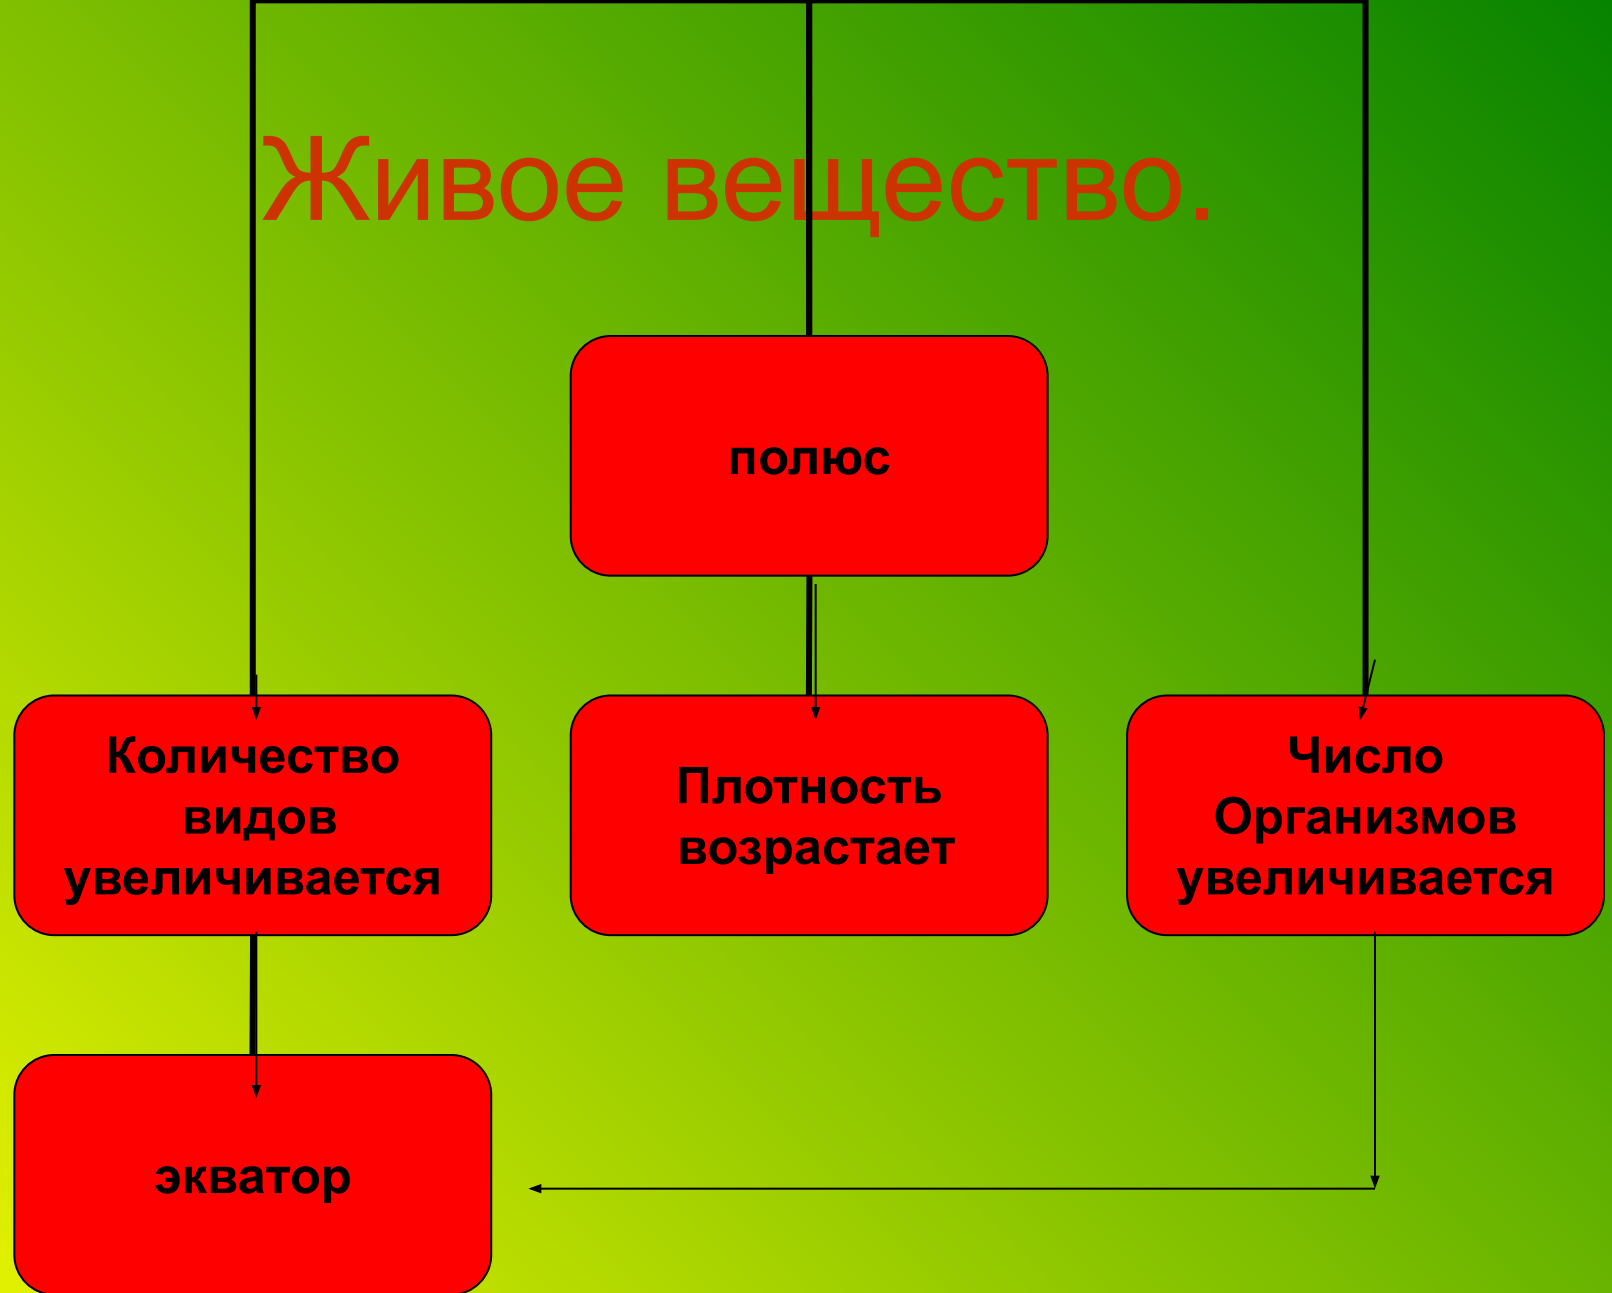 Живое вещество.
полюс
Количество
видов
увеличивается
Плотность
возрастает
Число
Организмов
увеличивается
экватор